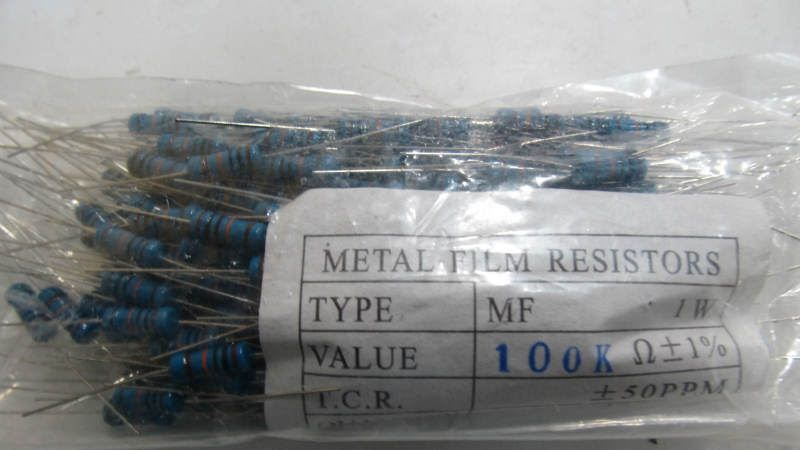 METAL FILM RESISTORS
TYPE MF 1W
VALUE 100K Ω±1%
T.C.R. ±50PPM